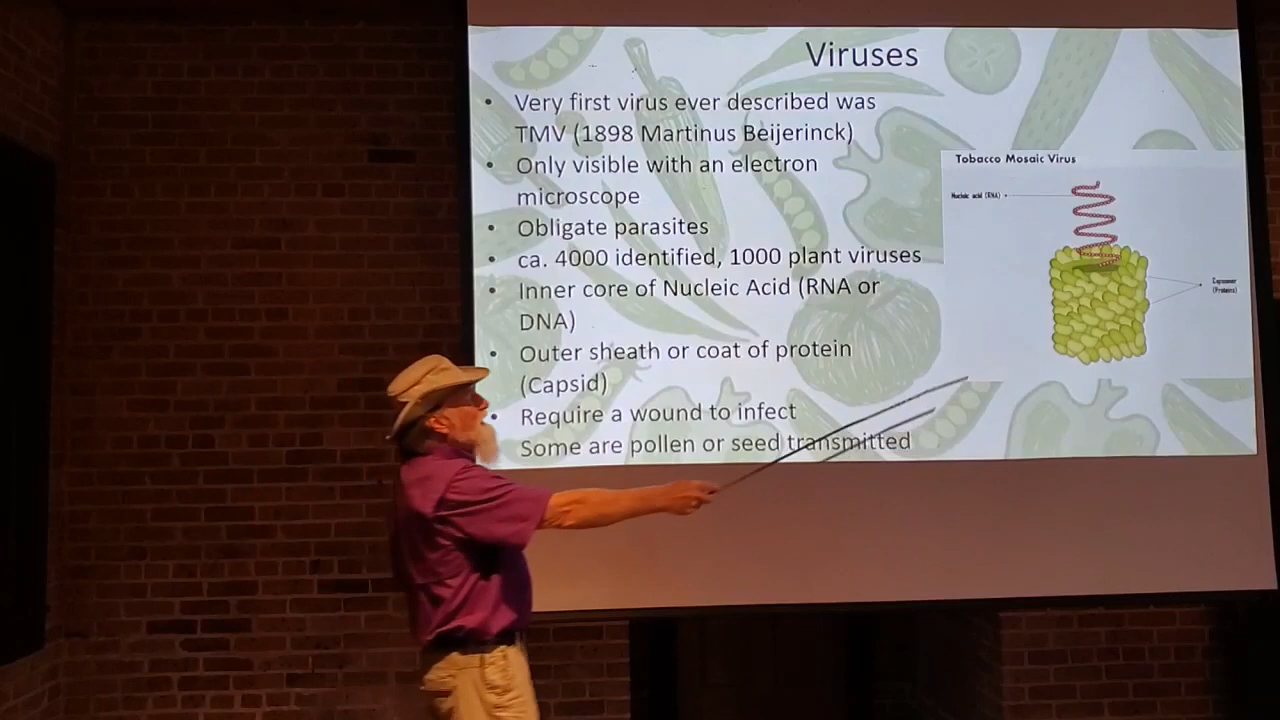 Viruses
• Very first virus ever described was
TMV (1898 Martinus Beijerinck)
• Only visible with an electron
microscope
• Obligate parasites
• ca. 4000 identified, 1000 plant viruses
• Inner core of Nucleic Acid (RNA or
DNA)
• Outer sheath or coat of protein
(Capsid)
• Require a wound to infect
Some are pollen or seed transmitted
Tobacco Mosaic Virus
Nucleic acid (RNA)
Capsomer
(Proteins)